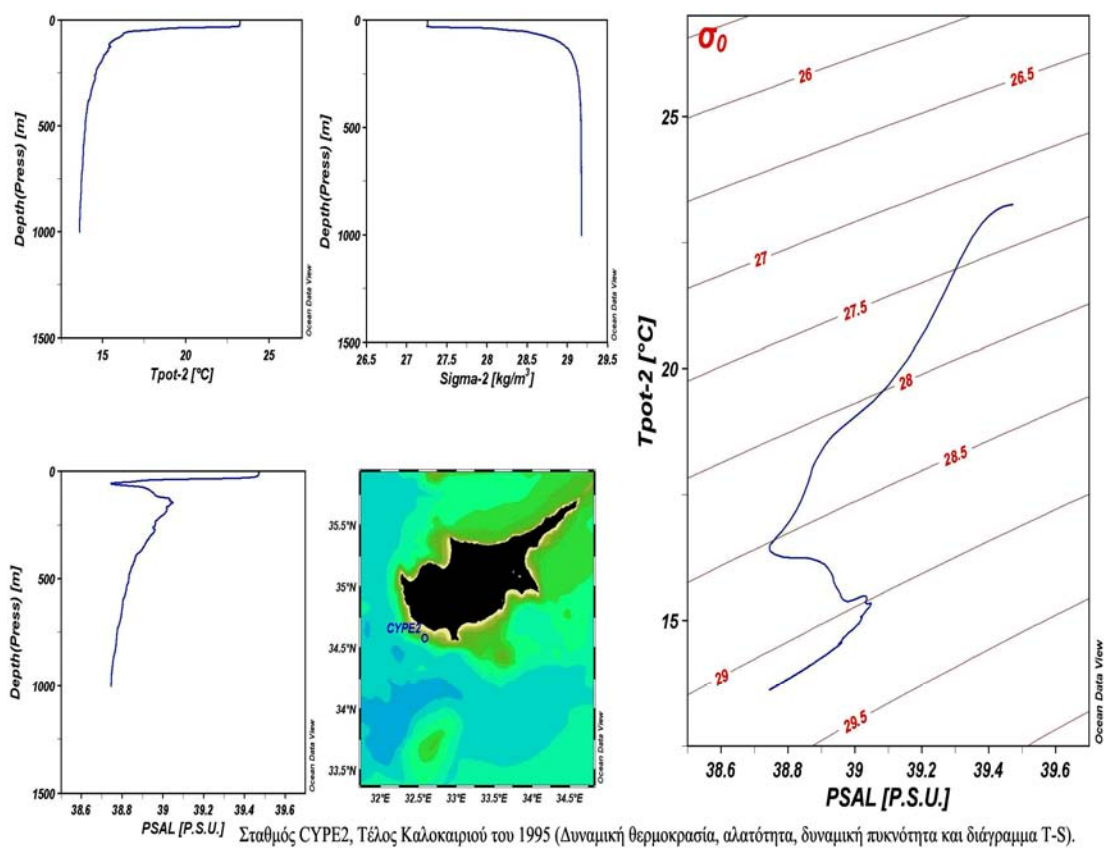 0
500
1000
1500
Depth(Press) [m]
15 20 25
Tpot-2 [°C]
Ocean Data View
0
500
1000
1500
Depth(Press) [m]
26.5 27 27.5 28 28.5 29 29.5
Sigma-2 [kg/m³]
Ocean Data View
σ0
25
20
15
Tpot-2 [°C]
26
26.5
27
27.5
28
28.5
29
29.5
38.6 38.8 39 39.2 39.4 39.6
PSAL [P.S.U.]
Ocean Data View
0
500
1000
1500
Depth(Press) [m]
38.6 38.8 39 39.2 39.4 39.6
PSAL [P.S.U.]
Ocean Data View
35.5°N
35°N
34.5°N
34°N
33.5°N
CYPE2
32°E 32.5°E 33°E 33.5°E 34°E 34.5°E
Ocean Data View
Σταθμός CYPE2, Τέλος Καλοκαιριού του 1995 (Δυναμική θερμοκρασία, αλατότητα, δυναμική πυκνότητα και διάγραμμα T-S).